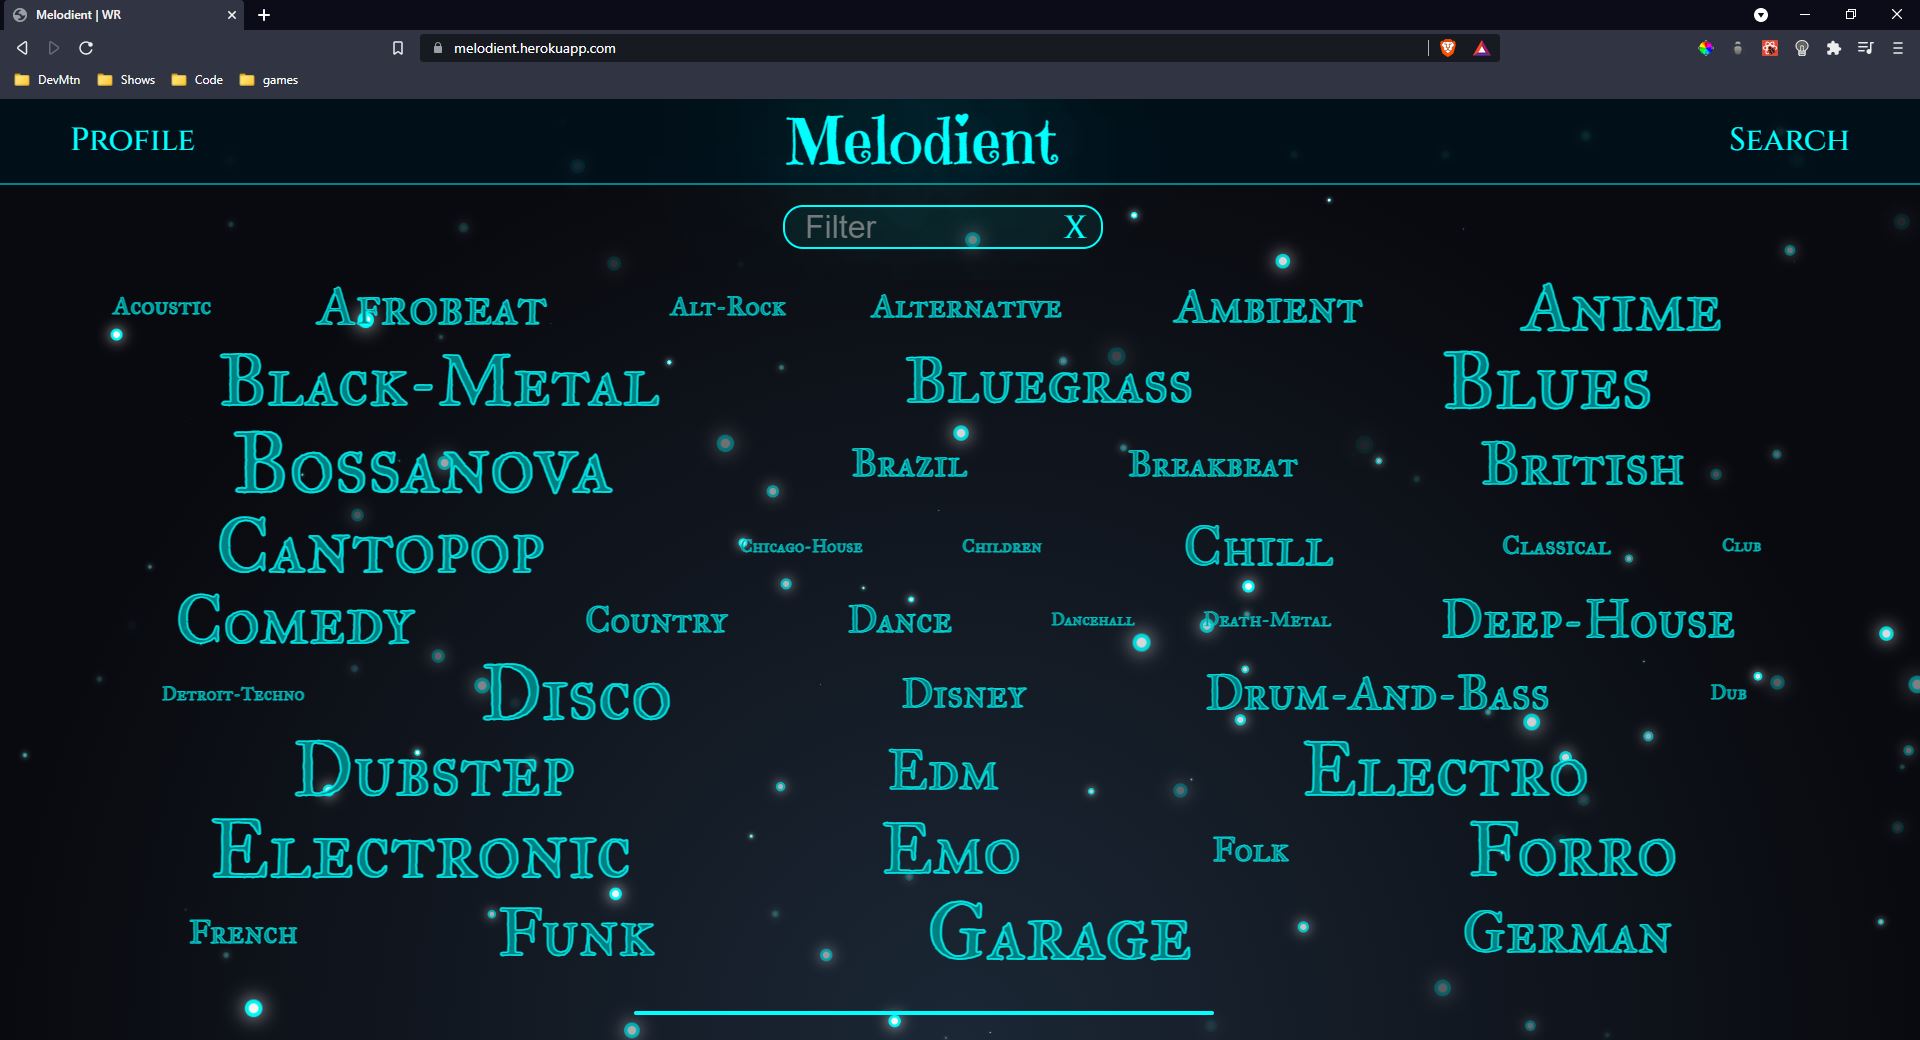 Melodient | WR
melodient.herokuapp.com
DevMtn Shows Code games
Profile Melodient Search
Filter X
Acoustic Afrobeat Alt-Rock Alternative Ambient Anime
Black-Metal Bluegrass Blues
Bossanova Brazil Breakbeat British
Cantopop Chicago-House Children Chill Classical Club
Comedy Country Dance Dancehall Death-Metal Deep-House
Detroit-Techno Disco Disney Drum-And-Bass Dub
Dubstep Edm Electro
Electronic Emo Folk Forro
French Funk Garage German